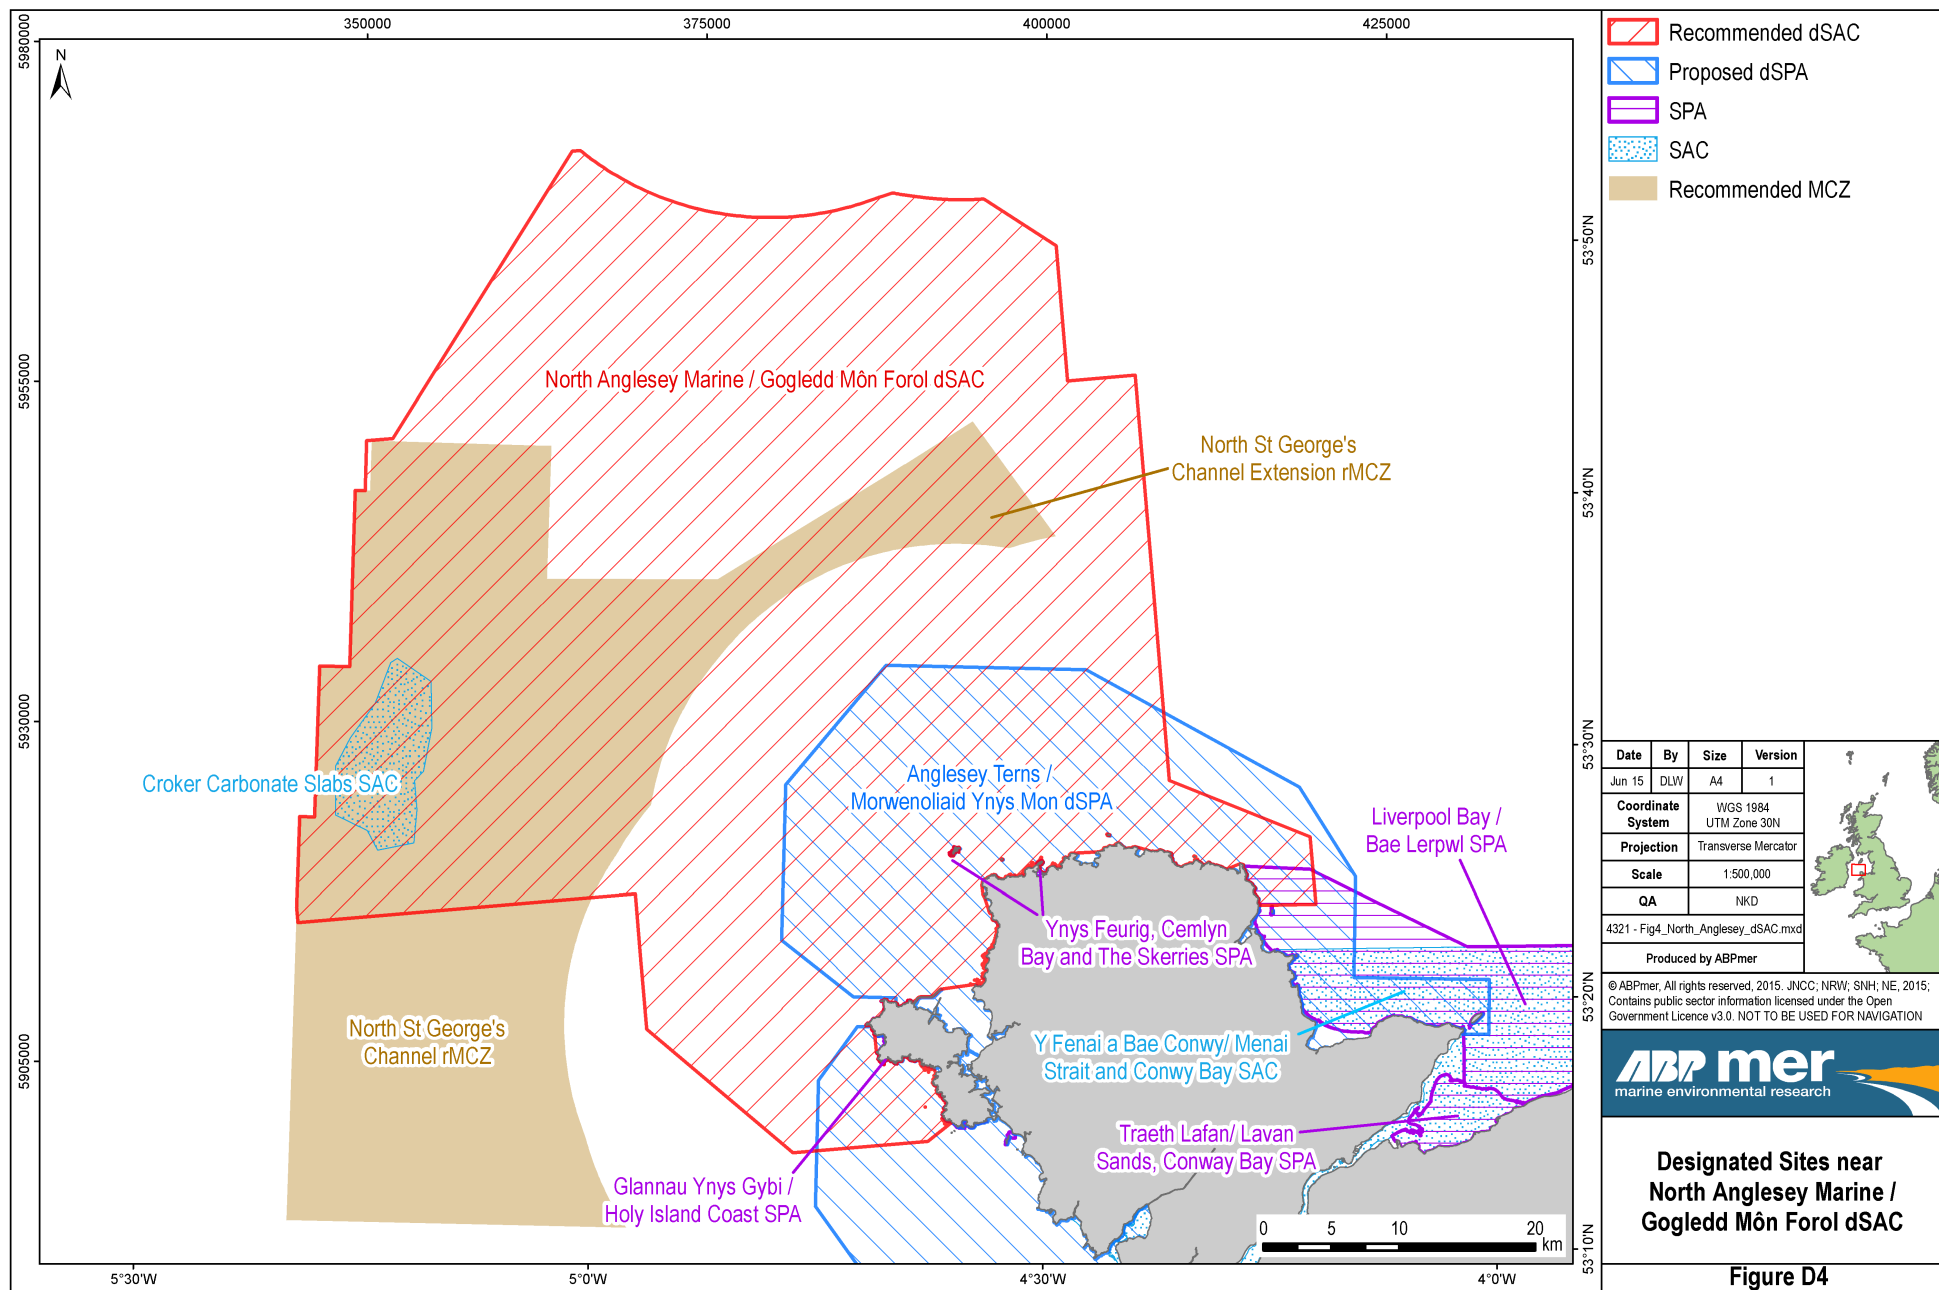 350000
375000
400000
425000
5980000
5955000
5930000
5905000
N
53°50'N
53°40'N
53°30'N
53°20'N
53°10'N
5°30'W
5°0'W
4°30'W
4°0'W
North Anglesey Marine / Gogledd Môn Forol dSAC
North St George's
Channel Extension rMCZ
Croker Carbonate Slabs SAC
Anglesey Terns /
Morwenoliaid Ynys Mon dSPA
Liverpool Bay /
Bae Lerpwl SPA
Ynys Feurig, Cemlyn
Bay and The Skerries SPA
North St George's
Channel rMCZ
Y Fenai a Bae Conwy/ Menai
Strait and Conwy Bay SAC
Traeth Lafan/ Lavan
Sands, Conway Bay SPA
Glannau Ynys Gybi /
Holy Island Coast SPA
0 5 10 20
km
Recommended dSAC
Proposed dSPA
SPA
SAC
Recommended MCZ
Date By Size Version
Jun 15 DLW A4 1
Coordinate System WGS 1984 UTM Zone 30N
Projection Transverse Mercator
Scale 1:500,000
QA NKD
4321 - Fig4_North_Anglesey_dSAC.mxd
Produced by ABPmer
© ABPmer, All rights reserved, 2015. JNCC; NRW; SNH; NE, 2015;
Contains public sector information licensed under the Open
Government Licence v3.0. NOT TO BE USED FOR NAVIGATION
ABP mer
marine environmental research
Designated Sites near
North Anglesey Marine /
Gogledd Môn Forol dSAC
Figure D4